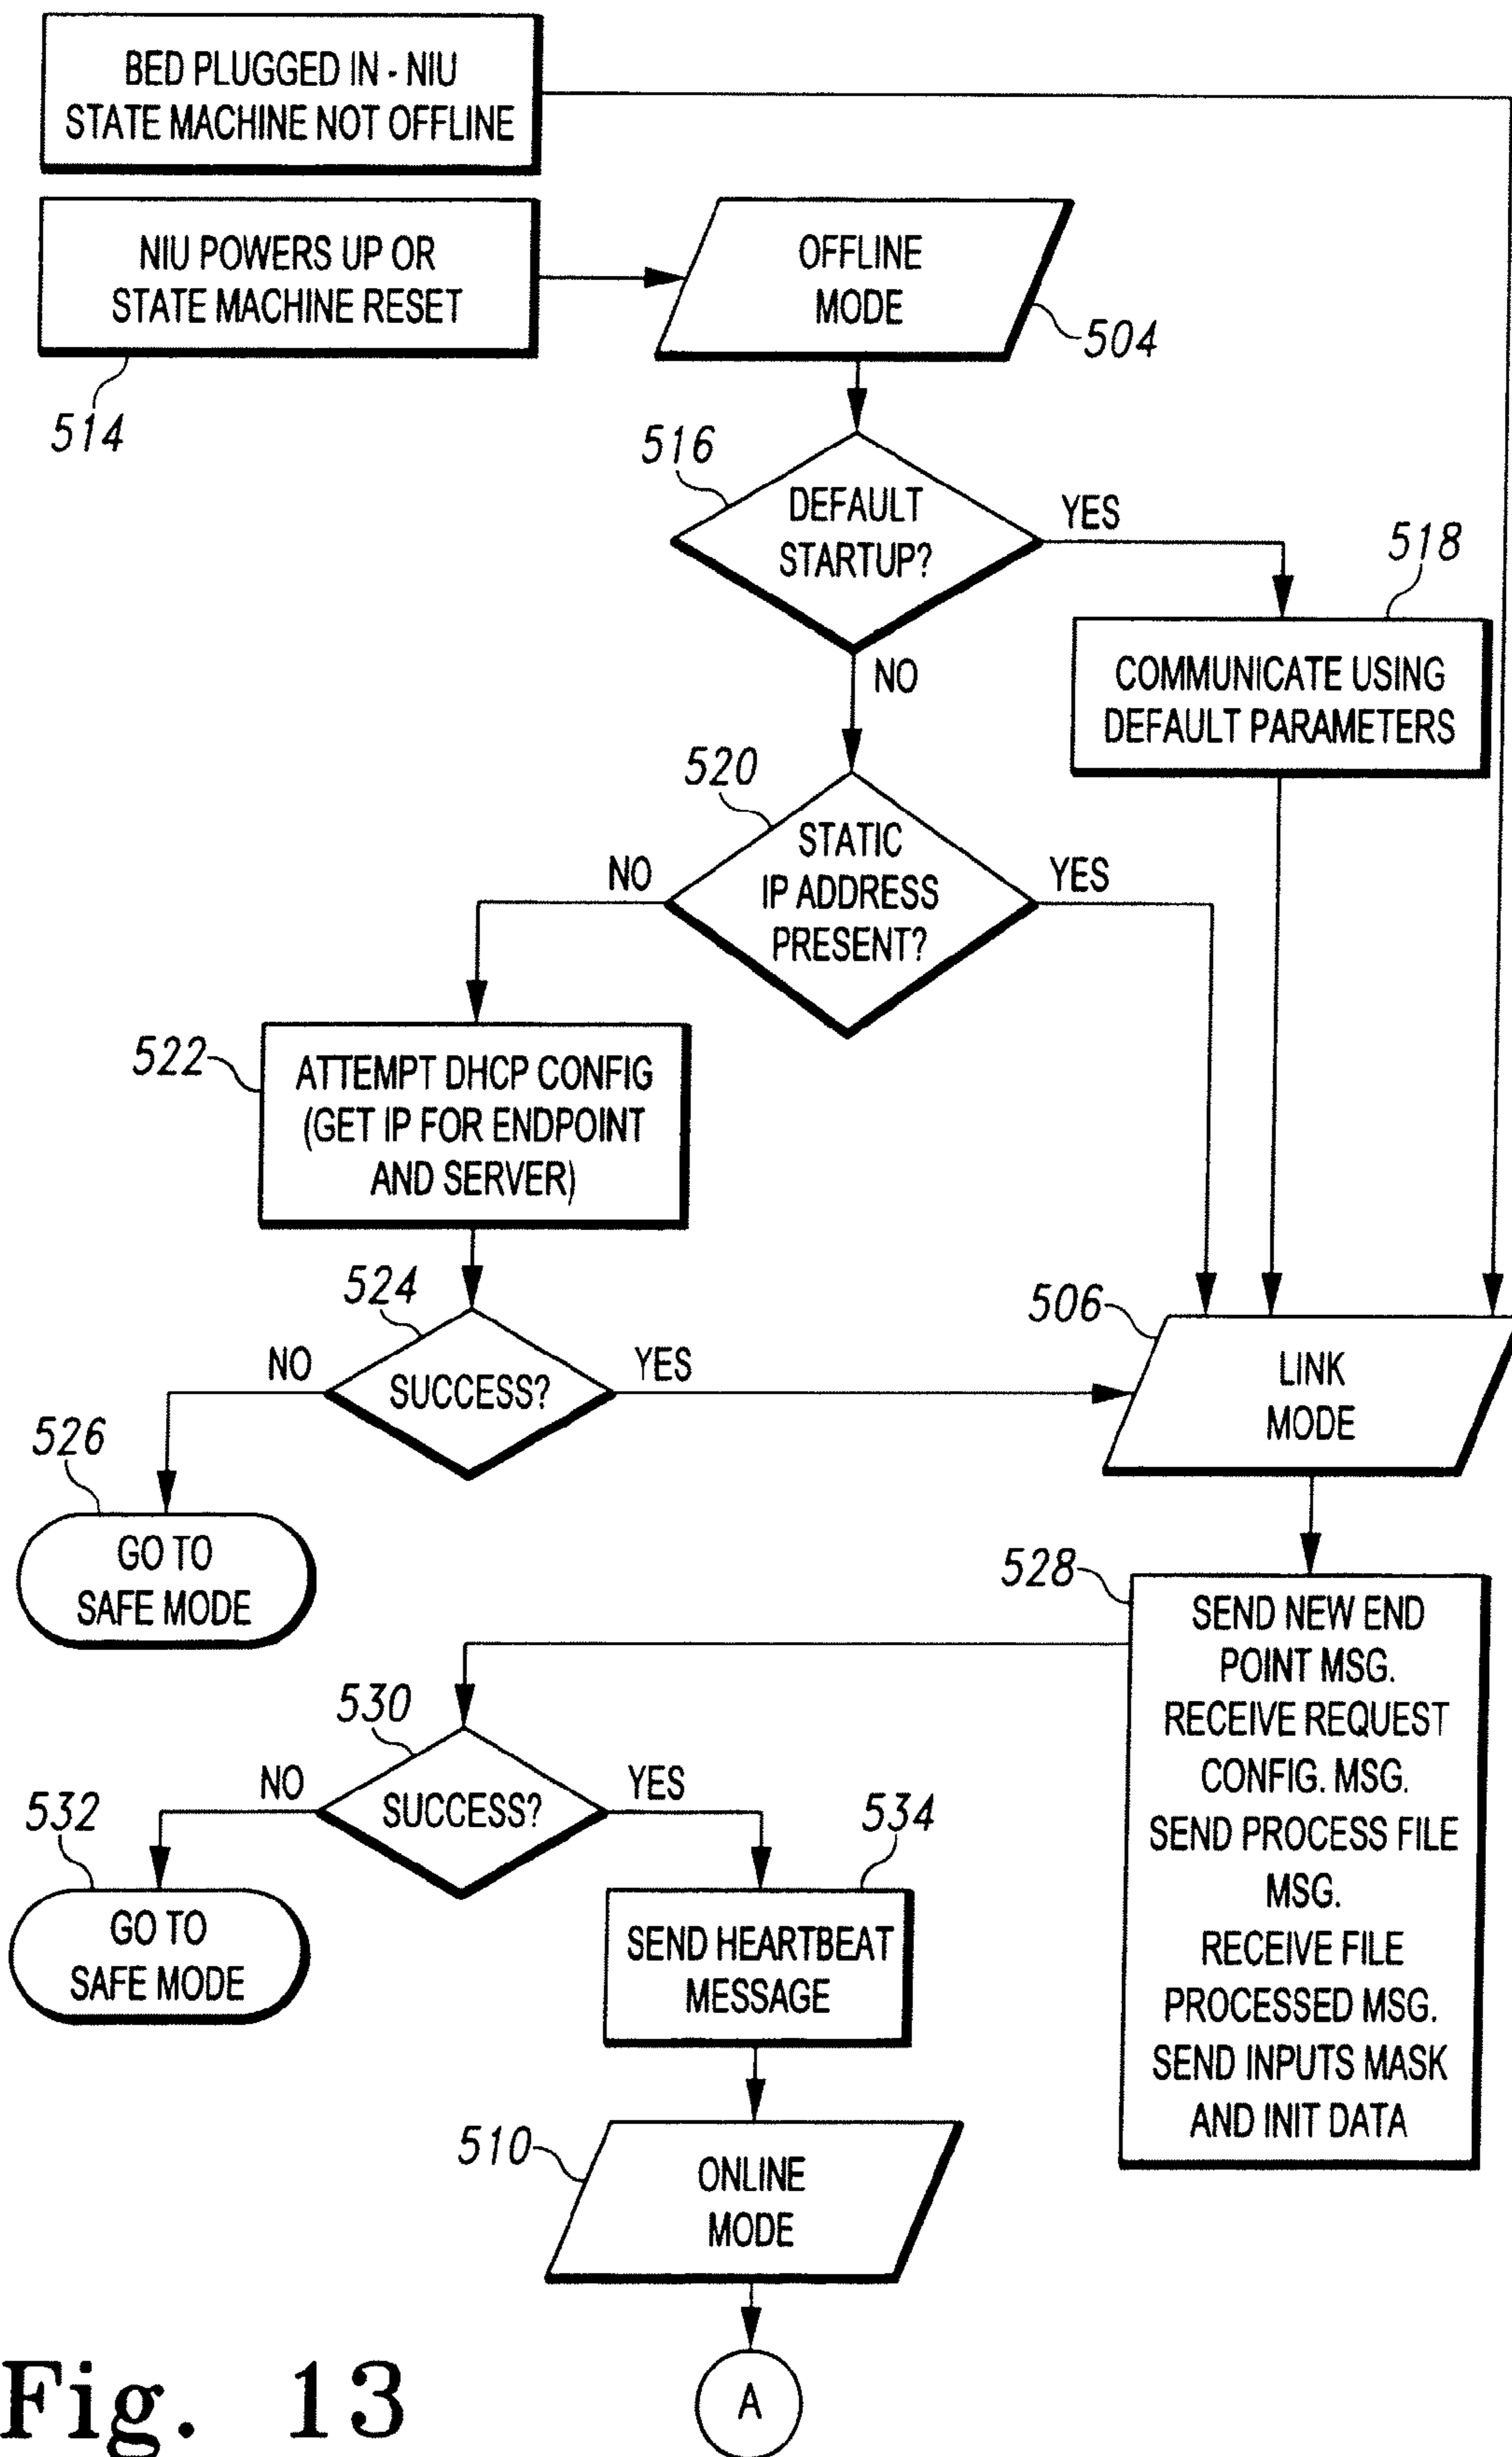 BED PLUGGED IN - NIU
STATE MACHINE NOT OFFLINE
NIU POWERS UP OR
STATE MACHINE RESET
514
OFFLINE
MODE
504
516
DEFAULT
STARTUP?
YES
NO
518
COMMUNICATE USING
DEFAULT PARAMETERS
520
STATIC
IP ADDRESS
PRESENT?
NO
YES
522
ATTEMPT DHCP CONFIG
(GET IP FOR ENDPOINT
AND SERVER)
524
SUCCESS?
NO
YES
506
LINK
MODE
526
GO TO
SAFE MODE
528
SEND NEW END
POINT MSG.
RECEIVE REQUEST
CONFIG. MSG.
SEND PROCESS FILE
MSG.
RECEIVE FILE
PROCESSED MSG.
SEND INPUTS MASK
AND INIT DATA
530
SUCCESS?
NO
YES
532
GO TO
SAFE MODE
534
SEND HEARTBEAT
MESSAGE
510
ONLINE
MODE
A
Fig. 13